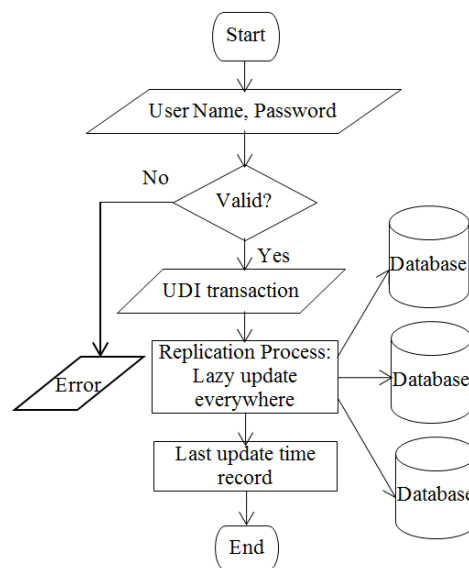 Start
User Name, Password
No
Valid?
Yes
Database
UDI transaction
Replication Process:
Lazy update
everywhere
Database
Error
Last update time
record
Database
End